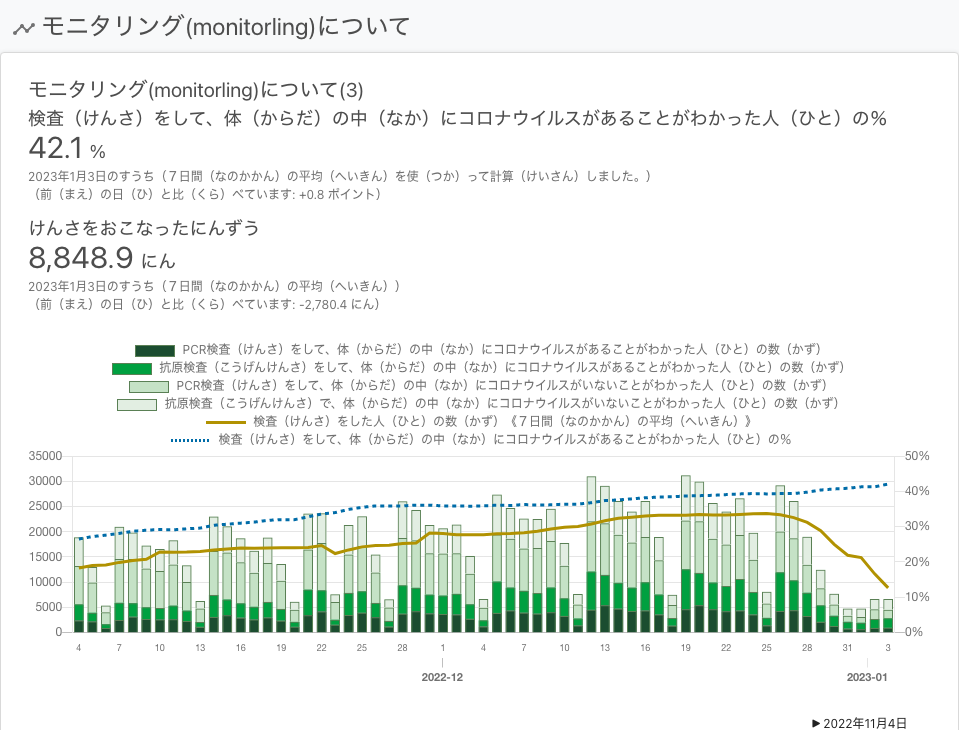 モニタリング(monitorling)について
モニタリング(monitorling)について(3)
検査（けんさ）をして、体（からだ）の中（なか）にコロナウイルスがあることがわかった人（ひと）の%
42.1 %
2023年1月3日のすうち（７日間（なのかかん）の平均（へいきん）を使（つか）って計算（けいさん）しました。）
（前（まえ）の日（ひ）と比（くら）べています: +0.8 ポイント）
けんさをおこなったにんずう
8,848.9 にん
2023年1月3日のすうち（７日間（なのかかん）の平均（へいきん））
（前（まえ）の日（ひ）と比（くら）べています: -2,780.4 にん）
PCR検査（けんさ）をして、体（からだ）の中（なか）にコロナウイルスがあることがわかった人（ひと）の数（かず）
抗原検査（こうげんけんさ）をして、体（からだ）の中（なか）にコロナウイルスがあることがわかった人（ひと）の数（かず）
PCR検査（けんさ）をして、体（からだ）の中（なか）にコロナウイルスがいないことがわかった人（ひと）の数（かず）
抗原検査（こうげんけんさ）で、体（からだ）の中（なか）にコロナウイルスがいないことがわかった人（ひと）の数（かず）
検査（けんさ）をした人（ひと）の数（かず）《７日間（なのかかん）の平均（へいきん）》
検査（けんさ）をして、体（からだ）の中（なか）にコロナウイルスがあることがわかった人（ひと）の%
35000 50%
30000 40%
25000
20000 30%
15000 20%
10000
5000 10%
0 0%
4 7 10 13 16 19 22 25 28 1 4 7 10 13 16 19 22 25 28 31 3
2022-12 2023-01
▶ 2022年11月4日